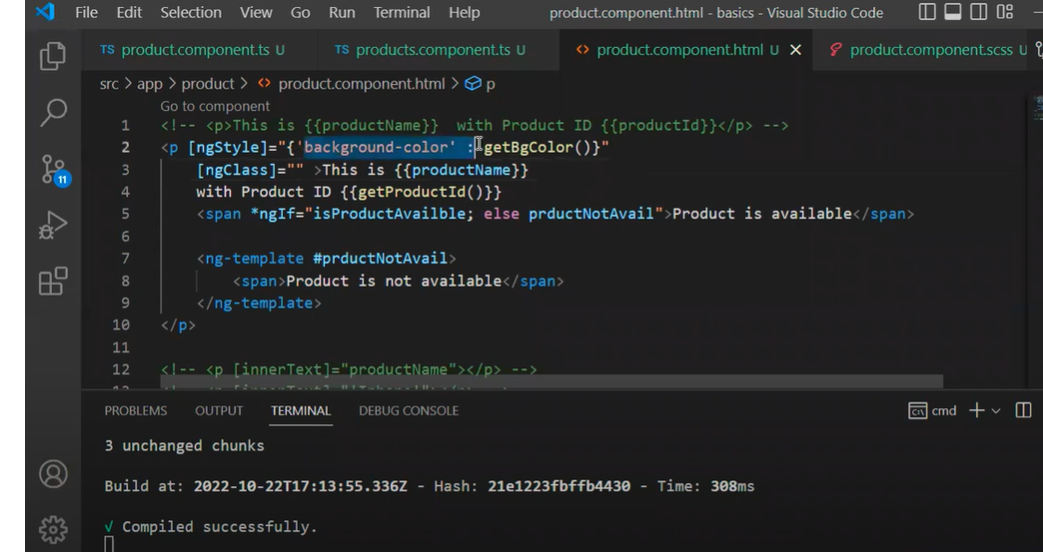 File Edit Selection View Go Run Terminal Help product.component.html - basics - Visual Studio Code
TS product.component.ts U TS products.component.ts U <> product.component.html U × product.component.scss U
src > app > product > <> product.component.html > p
Go to component
1 <!-- <p>This is {{productName}}  with Product ID {{productId}}</p> -->
2 <p [ngStyle]="{'background-color' : getBgColor()}"
3 [ngClass]="" >This is {{productName}}
4 with Product ID {{getProductId()}}
5 <span *ngIf="isProductAvailble; else prductNotAvail">Product is available</span>
6
7 <ng-template #prductNotAvail>
8 <span>Product is not available</span>
9 </ng-template>
10 </p>
11
12 <!-- <p [innerText]="productName"></p> -->
11
PROBLEMS OUTPUT TERMINAL DEBUG CONSOLE cmd
3 unchanged chunks
Build at: 2022-10-22T17:13:55.336Z - Hash: 21e1223fbffb4430 - Time: 308ms
√ Compiled successfully.